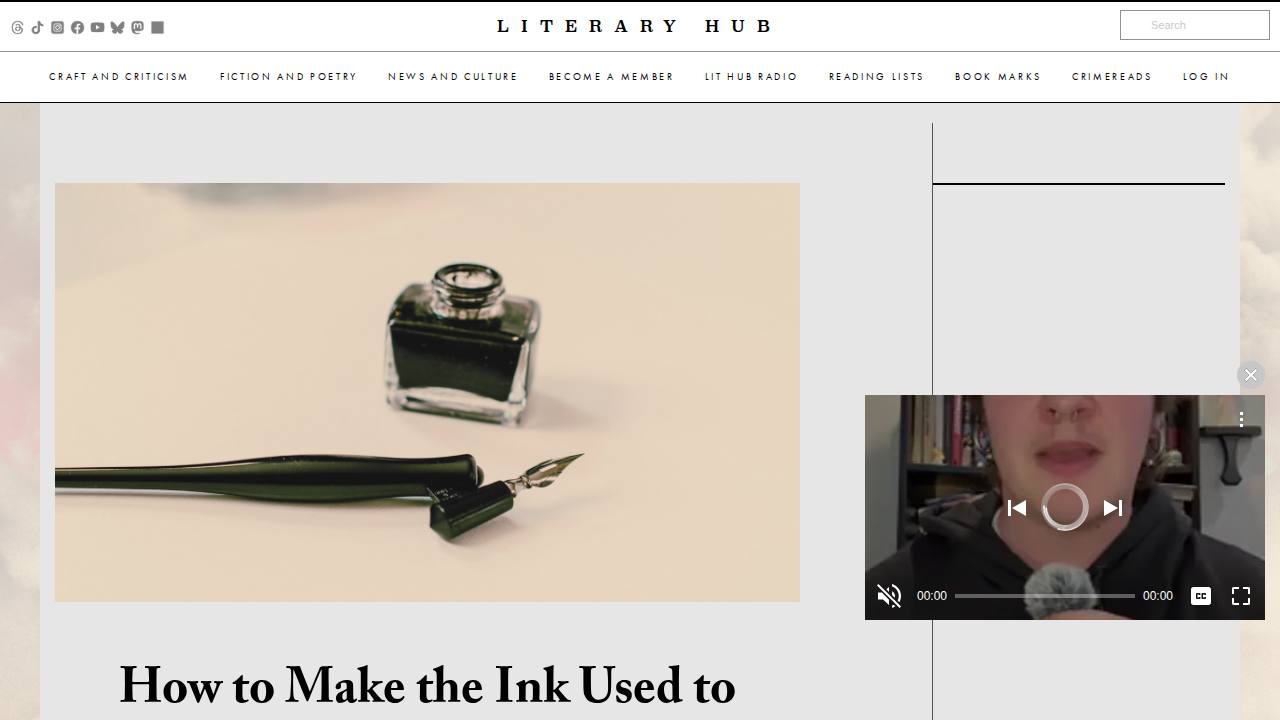 LITERARY HUB
Search
CRAFT AND CRITICISM
FICTION AND POETRY
NEWS AND CULTURE
BECOME A MEMBER
LIT HUB RADIO
READING LISTS
BOOK MARKS
CRIMEREADS
LOG IN
00:00
00:00
CC
How to Make the Ink Used to